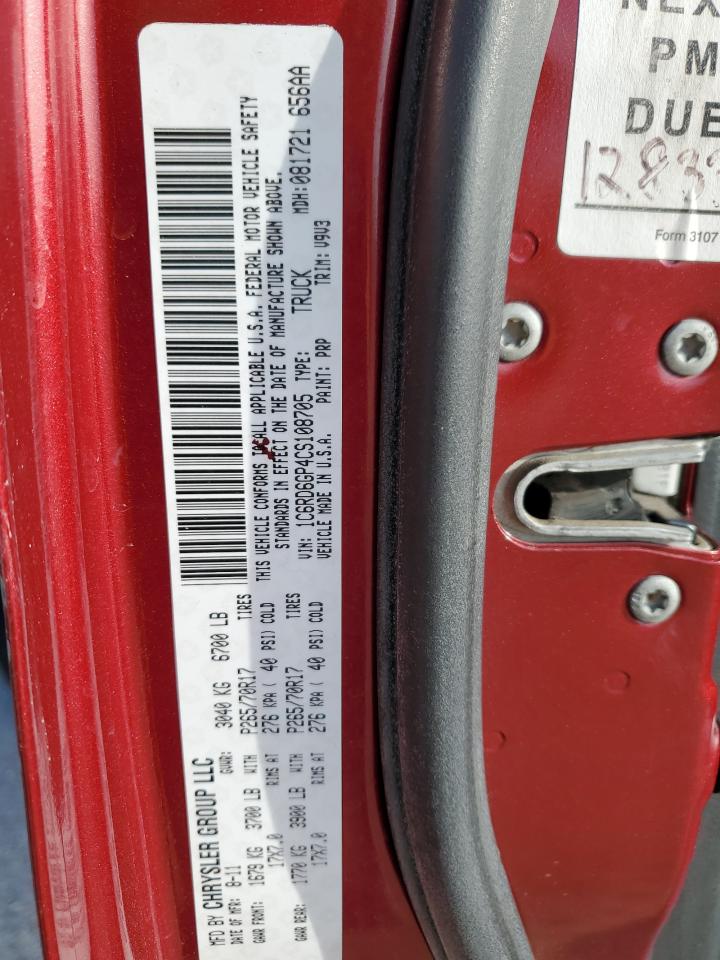 MFD BY CHRYSLER GROUP LLC
DATE OF MFR: 8-11 GVWR: 3040 KG 6700 LB
GAWR FRONT: 1679 KG 3700 LB WITH P265/70R17 TIRES
17X7.0 RIMS AT 276 KPA ( 40 PSI) COLD
GAWR REAR: 1770 KG 3900 LB WITH P265/70R17 TIRES
17X7.0 RIMS AT 276 KPA ( 40 PSI) COLD
THIS VEHICLE CONFORMS ALL APPLICABLE U.S.A. FEDERAL MOTOR VEHICLE SAFETY
STANDARDS IN EFFECT ON THE DATE OF MANUFACTURE SHOWN ABOVE.
VIN: 1C6RD6GP4CS108705 TYPE: TRUCK MDH: 081721 656AA
VEHICLE MADE IN U.S.A. PAINT: PRP TRIM: V9V3
PM
DUE
Form 3107